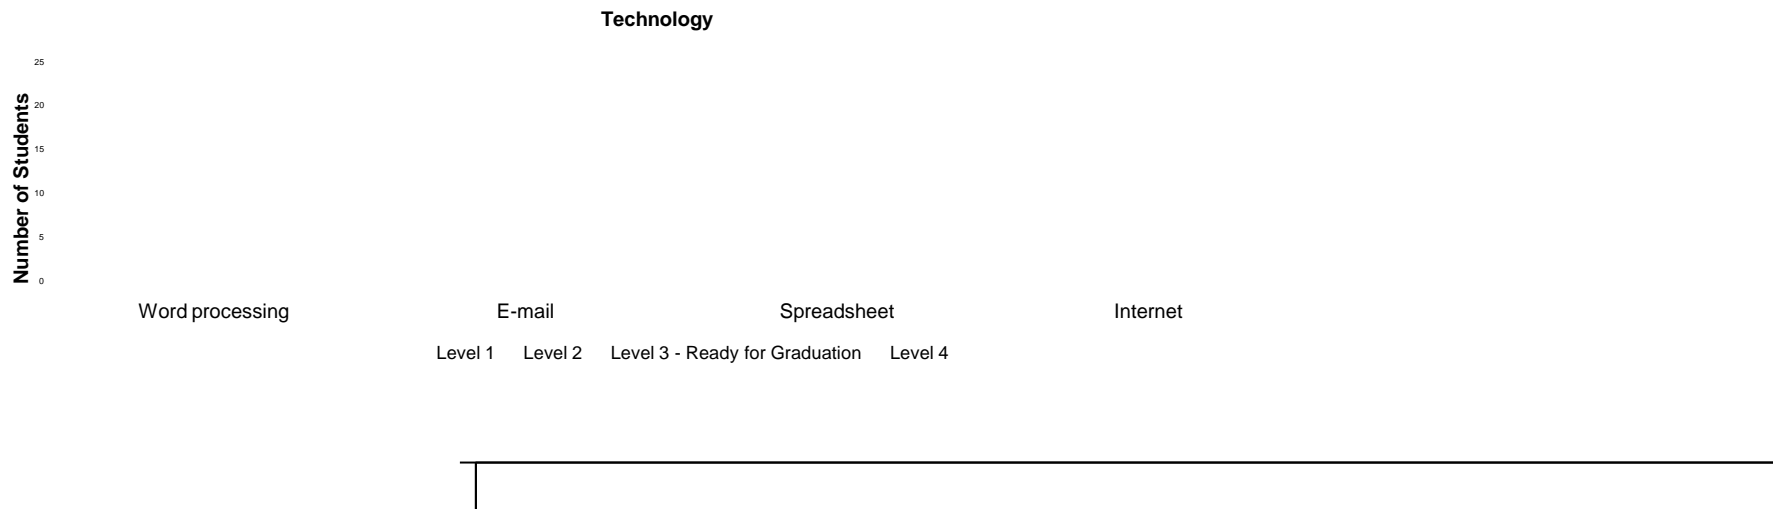 Technology
Number of Students
25
20
15
10
5
0
Word processing E-mail Spreadsheet Internet
Level 1 Level 2 Level 3 - Ready for Graduation Level 4